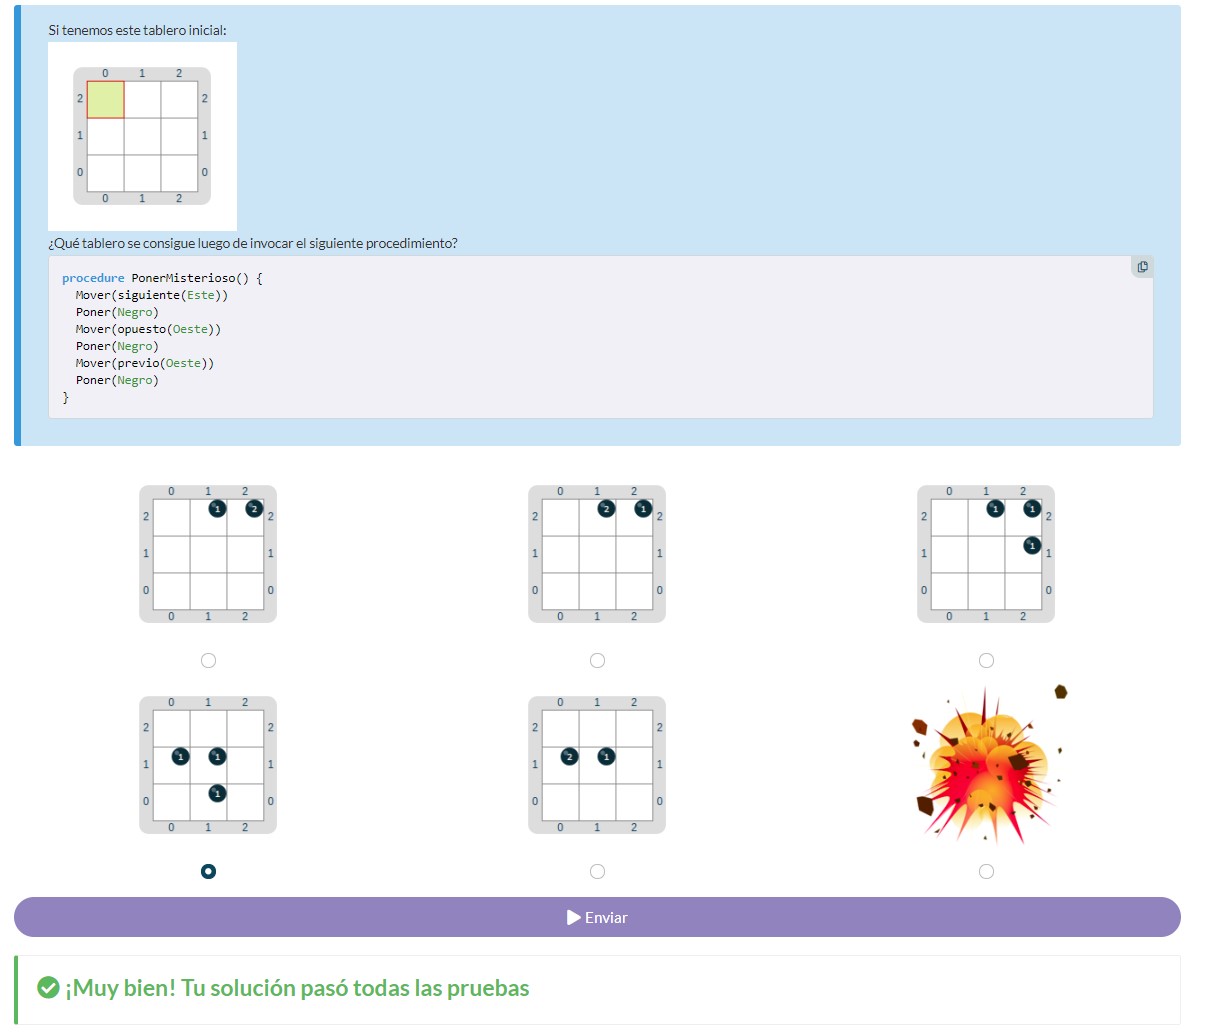 Si tenemos este tablero inicial:
0 1 2
2 2
1 1
0 0
0 1 2
¿Qué tablero se consigue luego de invocar el siguiente procedimiento?
procedure PonerMisterioso() {
Mover(siguiente(Este))
Poner(Negro)
Mover(opuesto(Oeste))
Poner(Negro)
Mover(previo(Oeste))
Poner(Negro)
}
0 1 2
1 2
2 2
1 1
0 0
0 1 2
0 1 2
2 1
2 2
1 1
0 0
0 1 2
0 1 2
1 1
2 2
1
1 1
0 0
0 1 2
0 1 2
2 2
1 1
1 1
1
0 0
0 1 2
0 1 2
2 2
2 1
1 1
0 0
0 1 2
Enviar
¡Muy bien! Tu solución pasó todas las pruebas